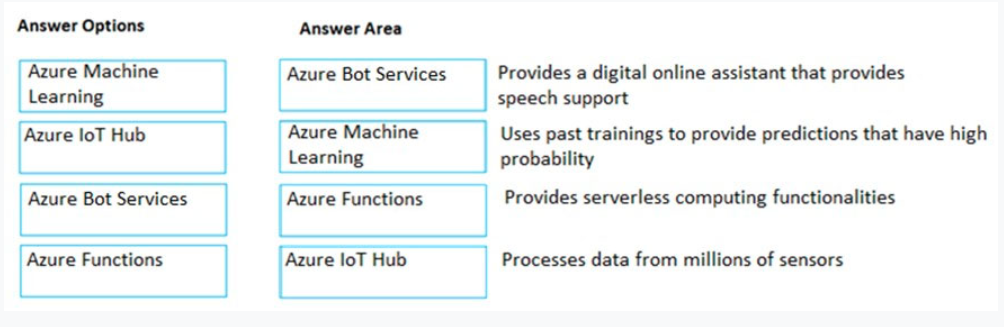 Answer Options
Answer Area
Azure Machine
Learning
Azure Bot Services
Provides a digital online assistant that provides
speech support
Azure IoT Hub
Azure Machine
Learning
Uses past trainings to provide predictions that have high
probability
Azure Bot Services
Azure Functions
Provides serverless computing functionalities
Azure Functions
Azure IoT Hub
Processes data from millions of sensors